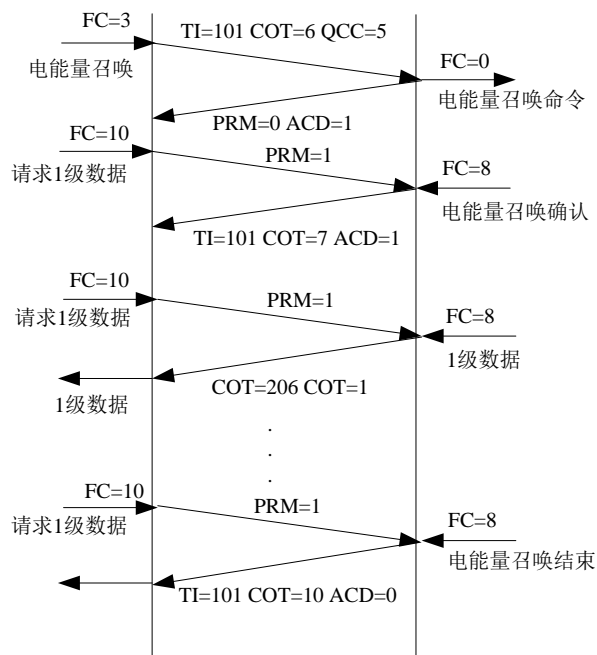 FC=3
TI=101 COT=6 QCC=5
电能量召唤
FC=0
电能量召唤命令
PRM=0 ACD=1
FC=10
PRM=1
请求1级数据
FC=8
电能量召唤确认
TI=101 COT=7 ACD=1
FC=10
PRM=1
请求1级数据
FC=8
1级数据
COT=206 COT=1
1级数据
.
.
.
FC=10
PRM=1
请求1级数据
FC=8
电能量召唤结束
TI=101 COT=10 ACD=0